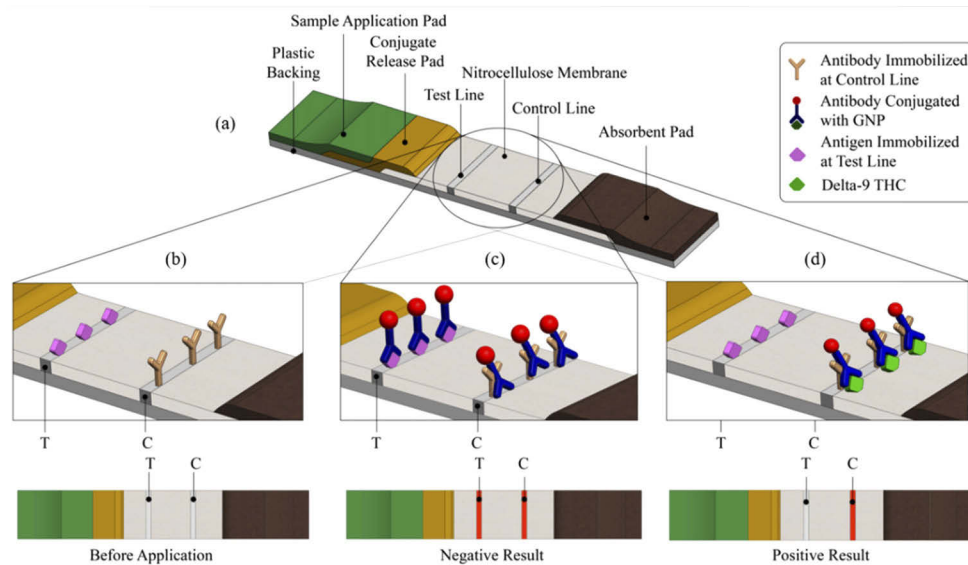 Sample Application Pad
Plastic
Backing
Conjugate
Release Pad
Nitrocellulose Membrane
Test Line
Control Line
Absorbent Pad
(a)
Antibody Immobilized
at Control Line
Antibody Conjugated
with GNP
Antigen Immobilized
at Test Line
Delta-9 THC
(b)
(c)
(d)
T
C
T
C
T
C
T
C
T
C
T
C
Before Application
Negative Result
Positive Result